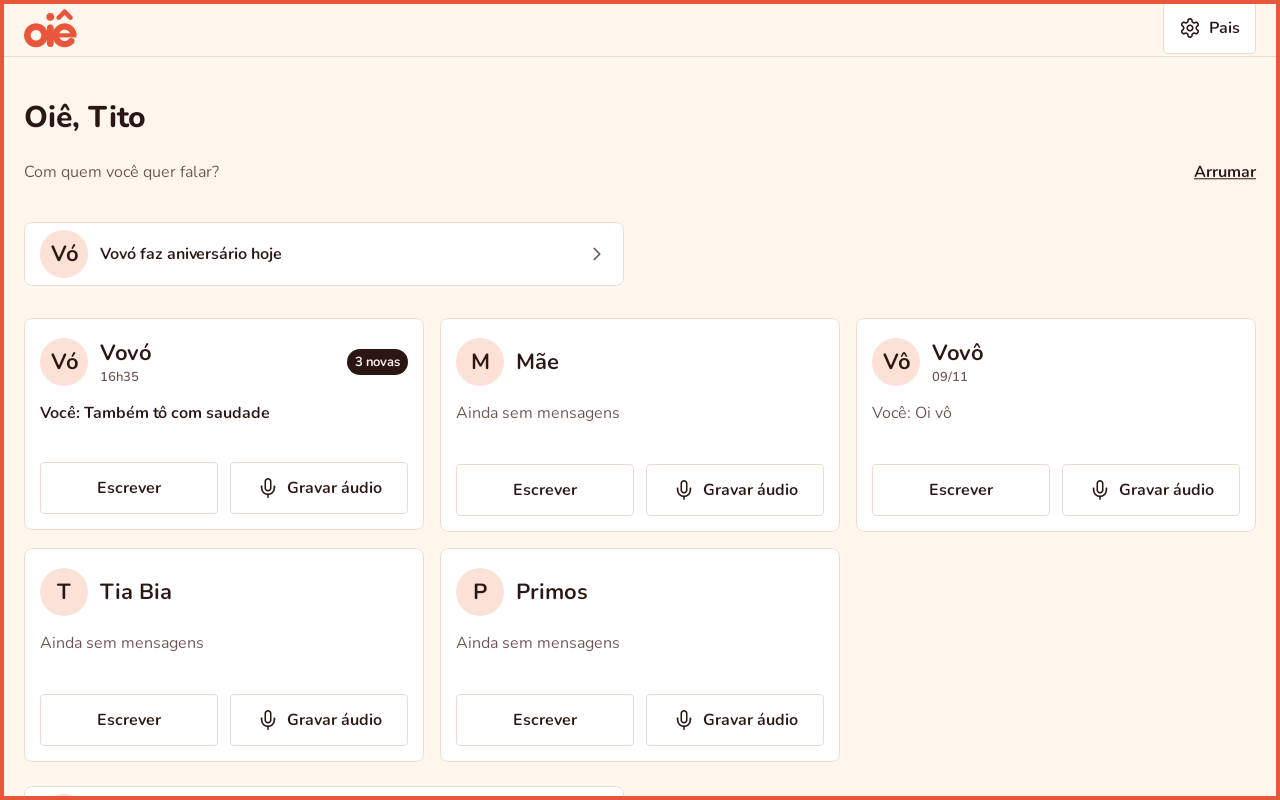 oiê
Pais
Oiê, Tito
Com quem você quer falar?
Arrumar
Vó
Vovó faz aniversário hoje
Vó
Vovó
16h35
3 novas
Você: Também tô com saudade
Escrever
Gravar áudio
M
Mãe
Ainda sem mensagens
Escrever
Gravar áudio
Vô
Vovô
09/11
Você: Oi vô
Escrever
Gravar áudio
T
Tia Bia
Ainda sem mensagens
Escrever
Gravar áudio
P
Primos
Ainda sem mensagens
Escrever
Gravar áudio